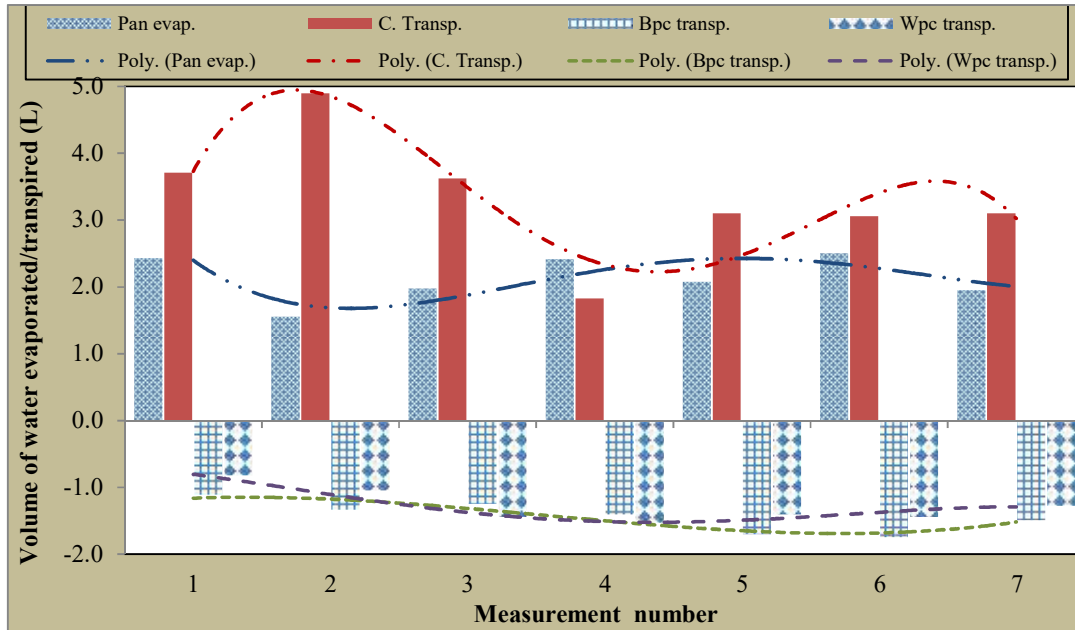 Pan evap. C. Transp. Bpc transp. Wpc transp.
Poly. (Pan evap.) Poly. (C. Transp.) Poly. (Bpc transp.) Poly. (Wpc transp.)
Volume of water evaporated/transpired (L)
5.0
4.0
3.0
2.0
1.0
0.0
-1.0
-2.0
1 2 3 4 5 6 7
Measurement number